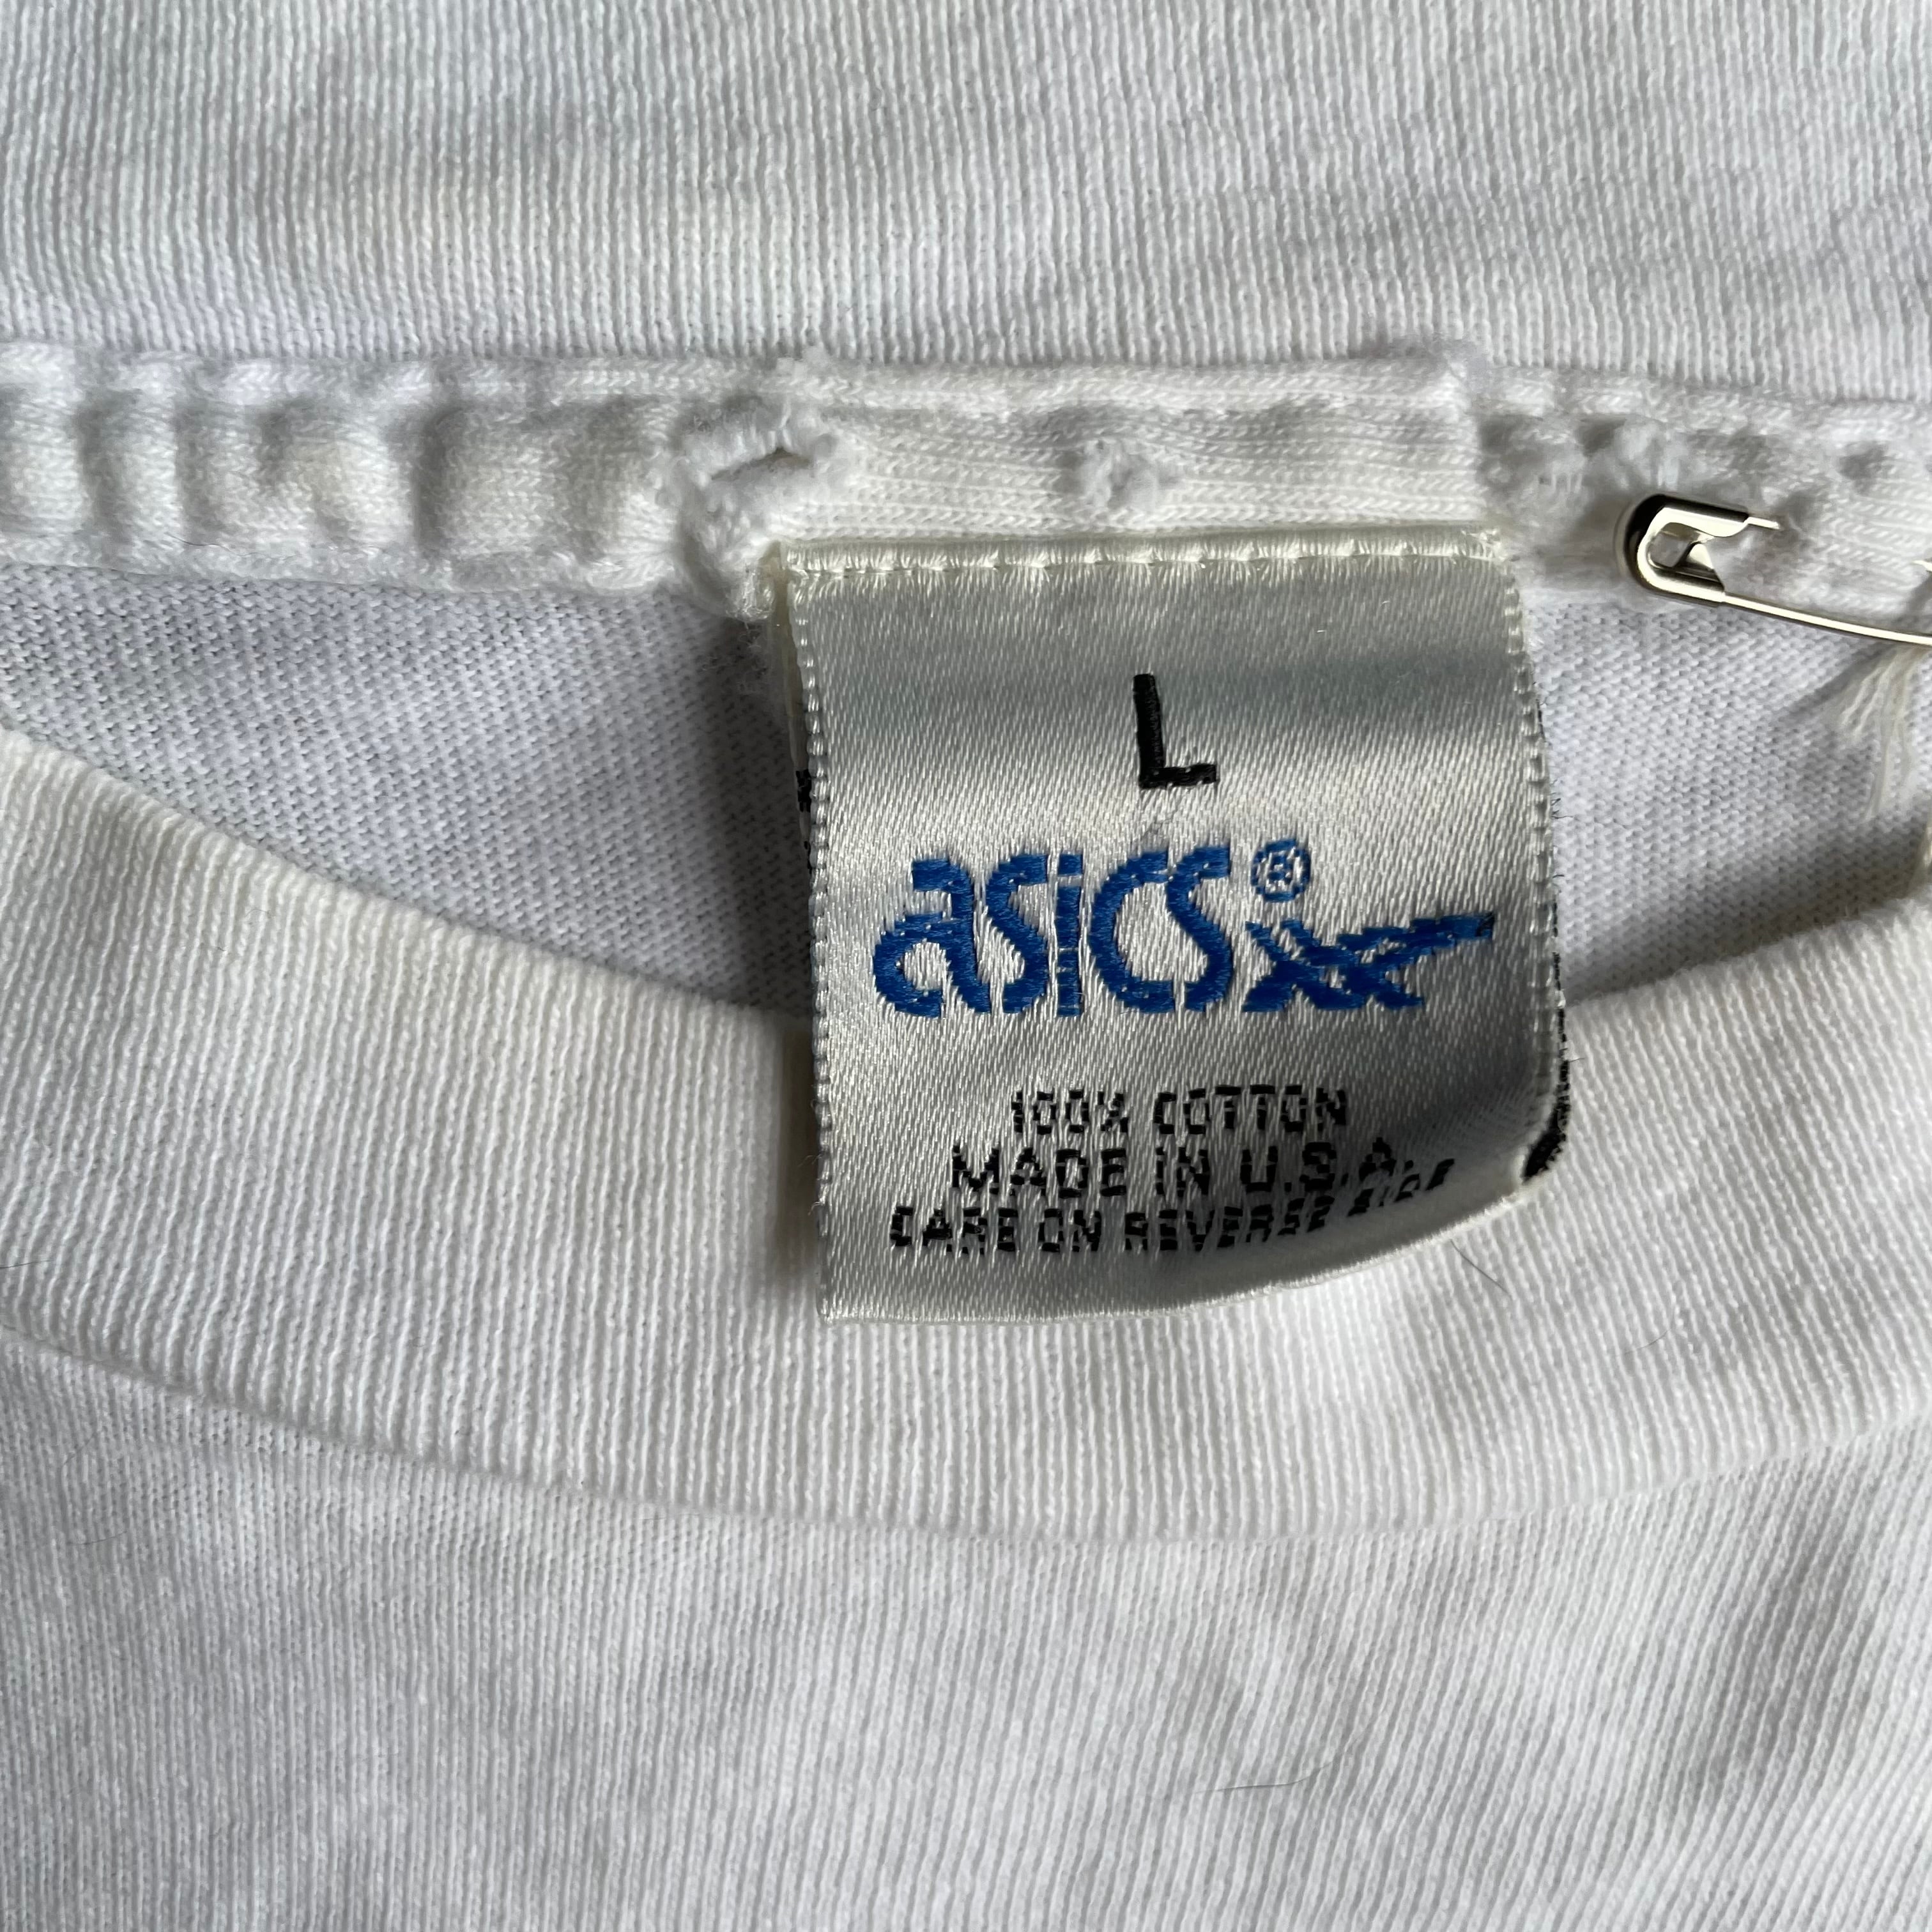 L
asics®
100% COTTON
MADE IN U.S.A.
CARE ON REVERSE SIDE